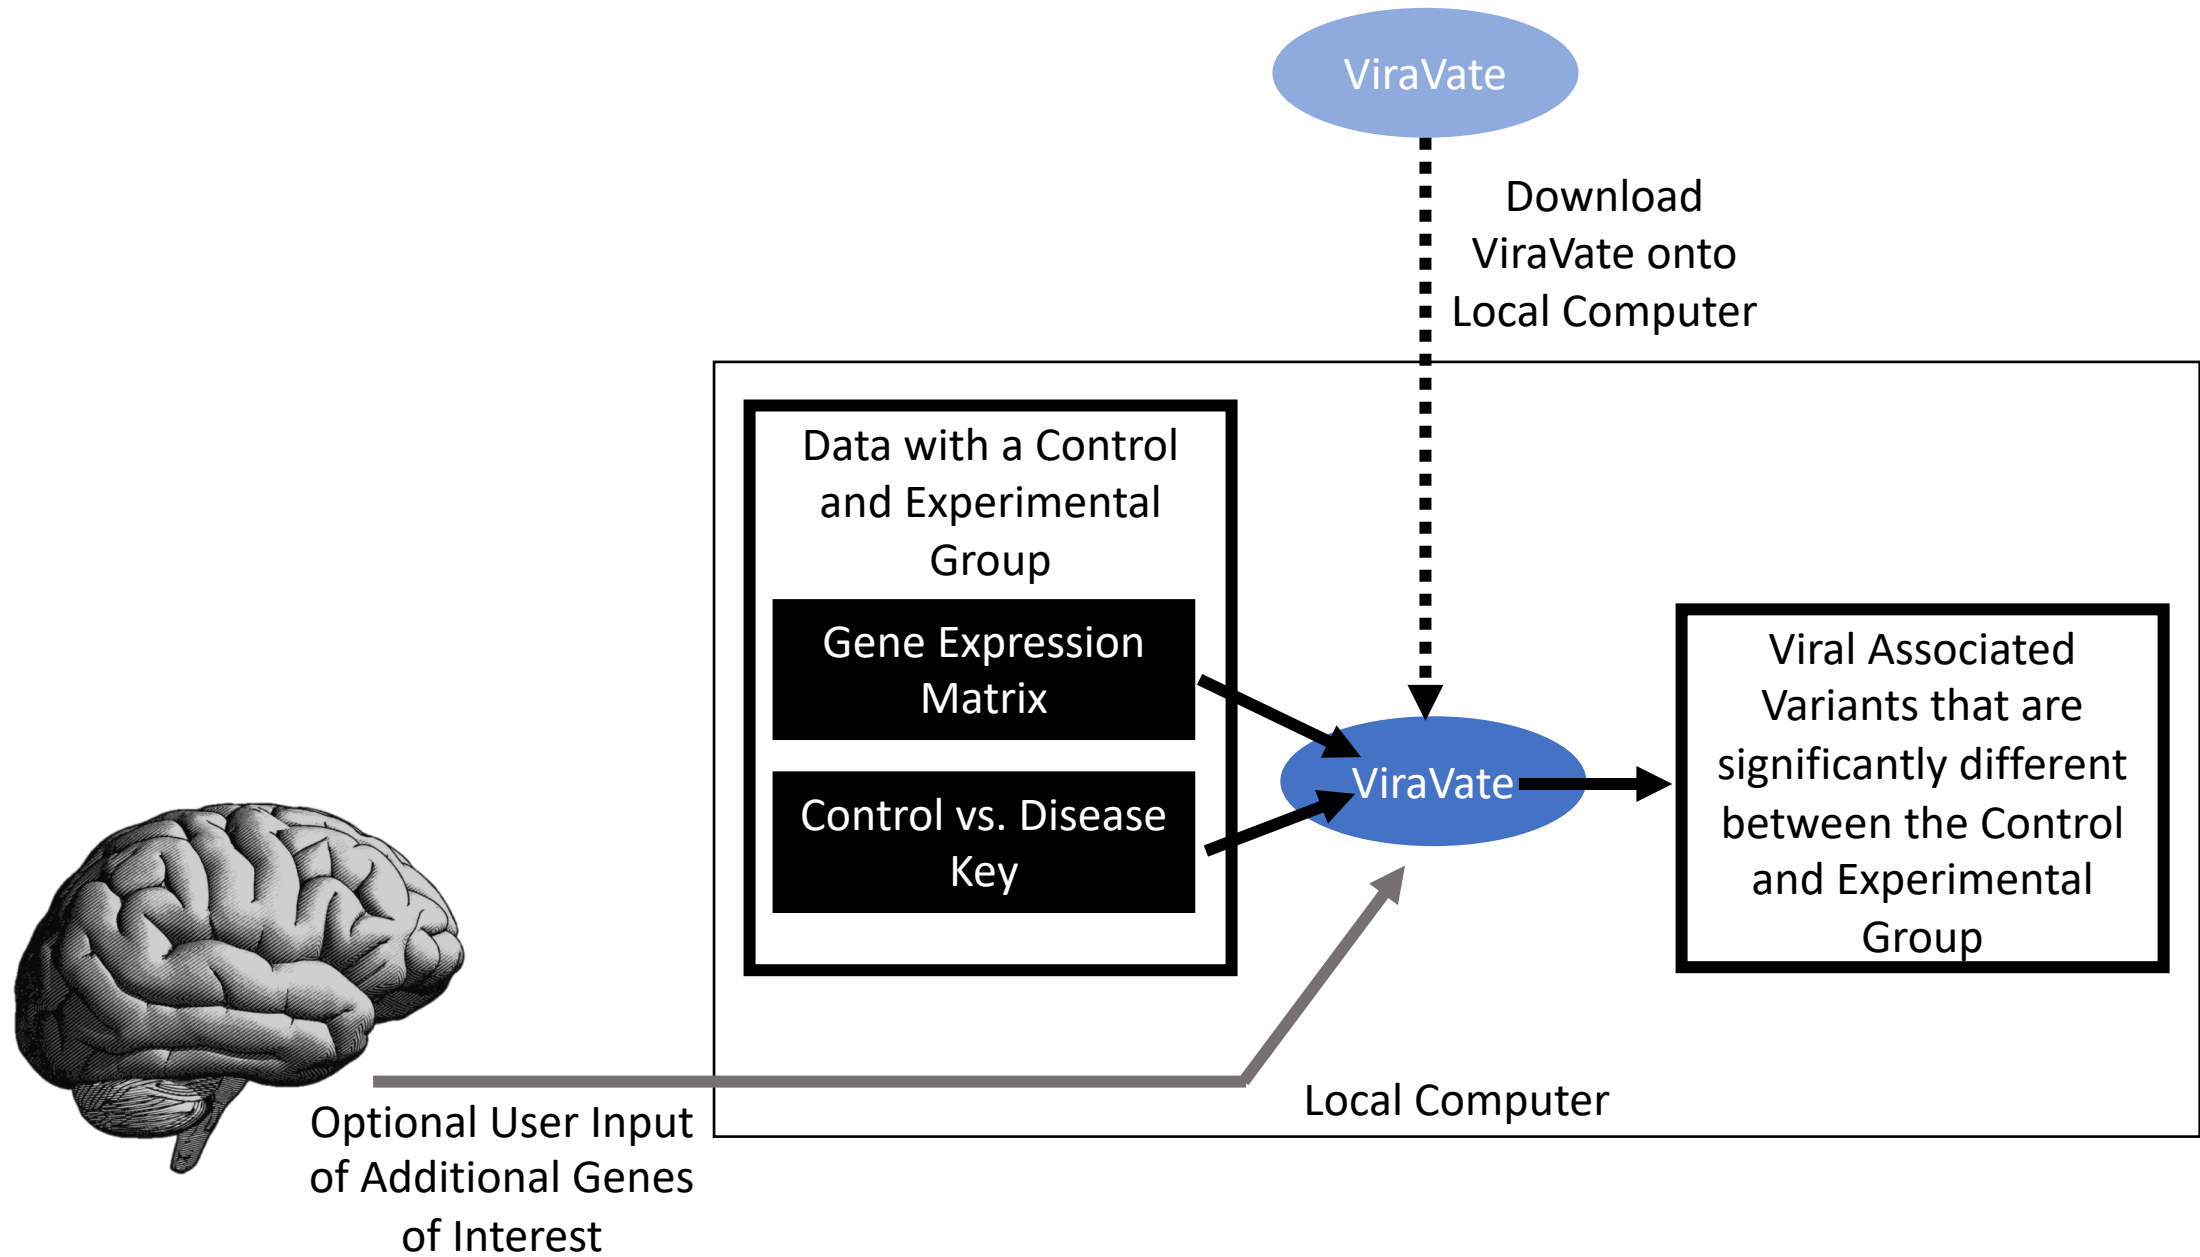 ViraVate
Download
ViraVate onto
Local Computer
Data with a Control
and Experimental
Group
Gene Expression
Matrix
Control vs. Disease
Key
ViraVate
Viral Associated
Variants that are
significantly different
between the Control
and Experimental
Group
Local Computer
Optional User Input
of Additional Genes
of Interest